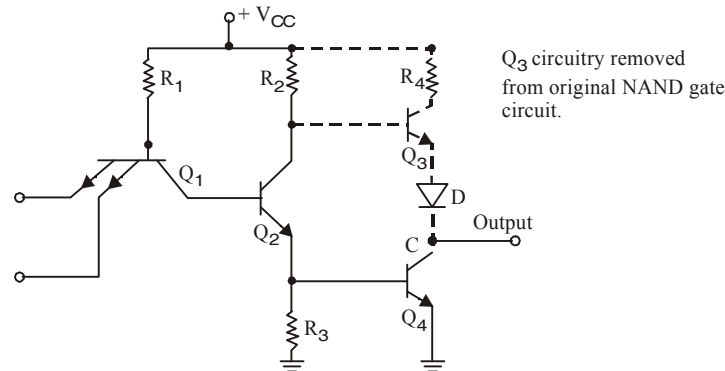 + VCC
R1
R2
R4
Q3 circuitry removed
from original NAND gate
circuit.
Q1
Q3
D
Q2
C
Output
Q4
R3